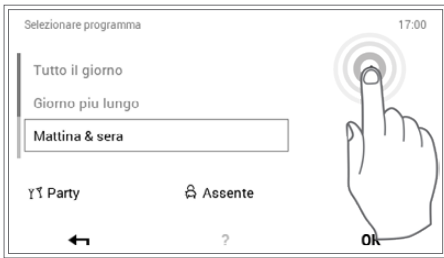 Selezionare programma 17:00
Tutto il giorno
Giorno piu lungo
Mattina & sera
Party Assente
? OK